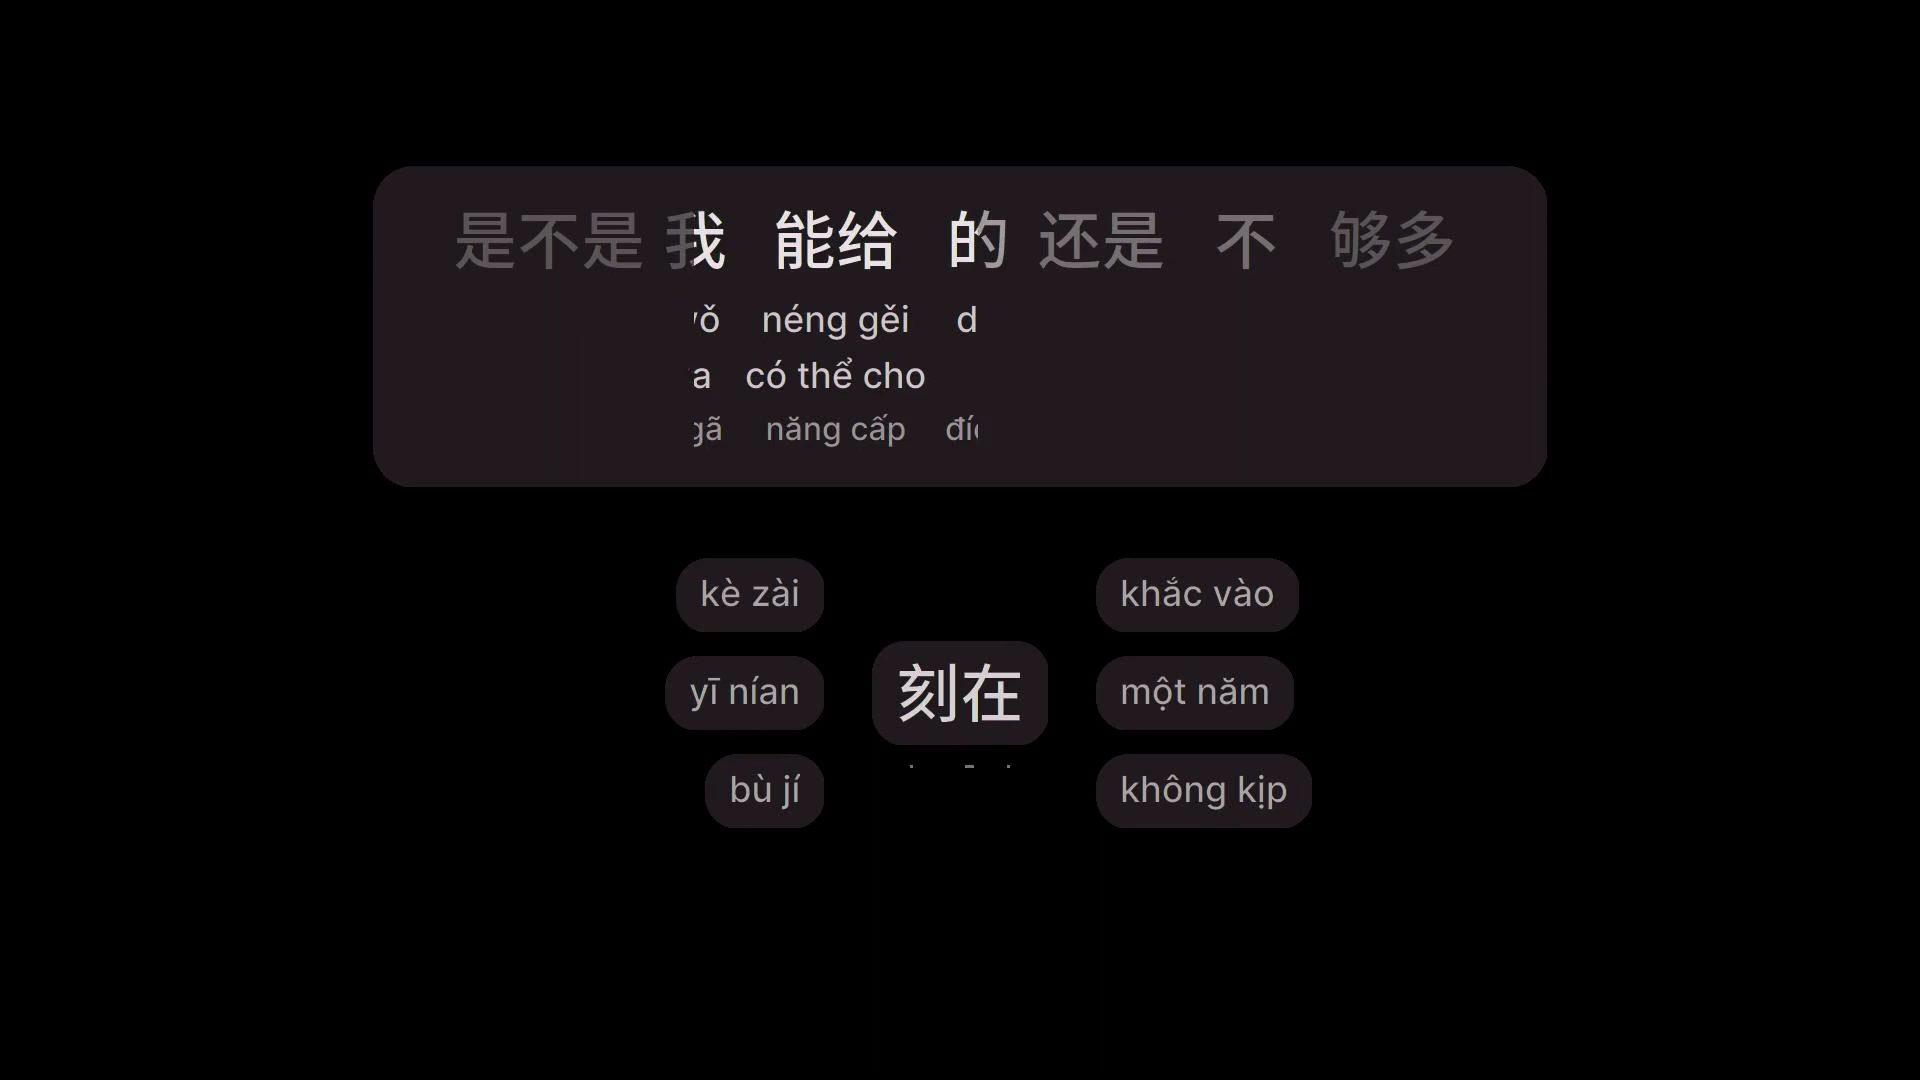 是不是 我 能给 的 还是 不 够多
néng gěi
có thể cho
năng cấp
kè zài
khắc vào
yī nían
刻在
một năm
bù jí
không kịp